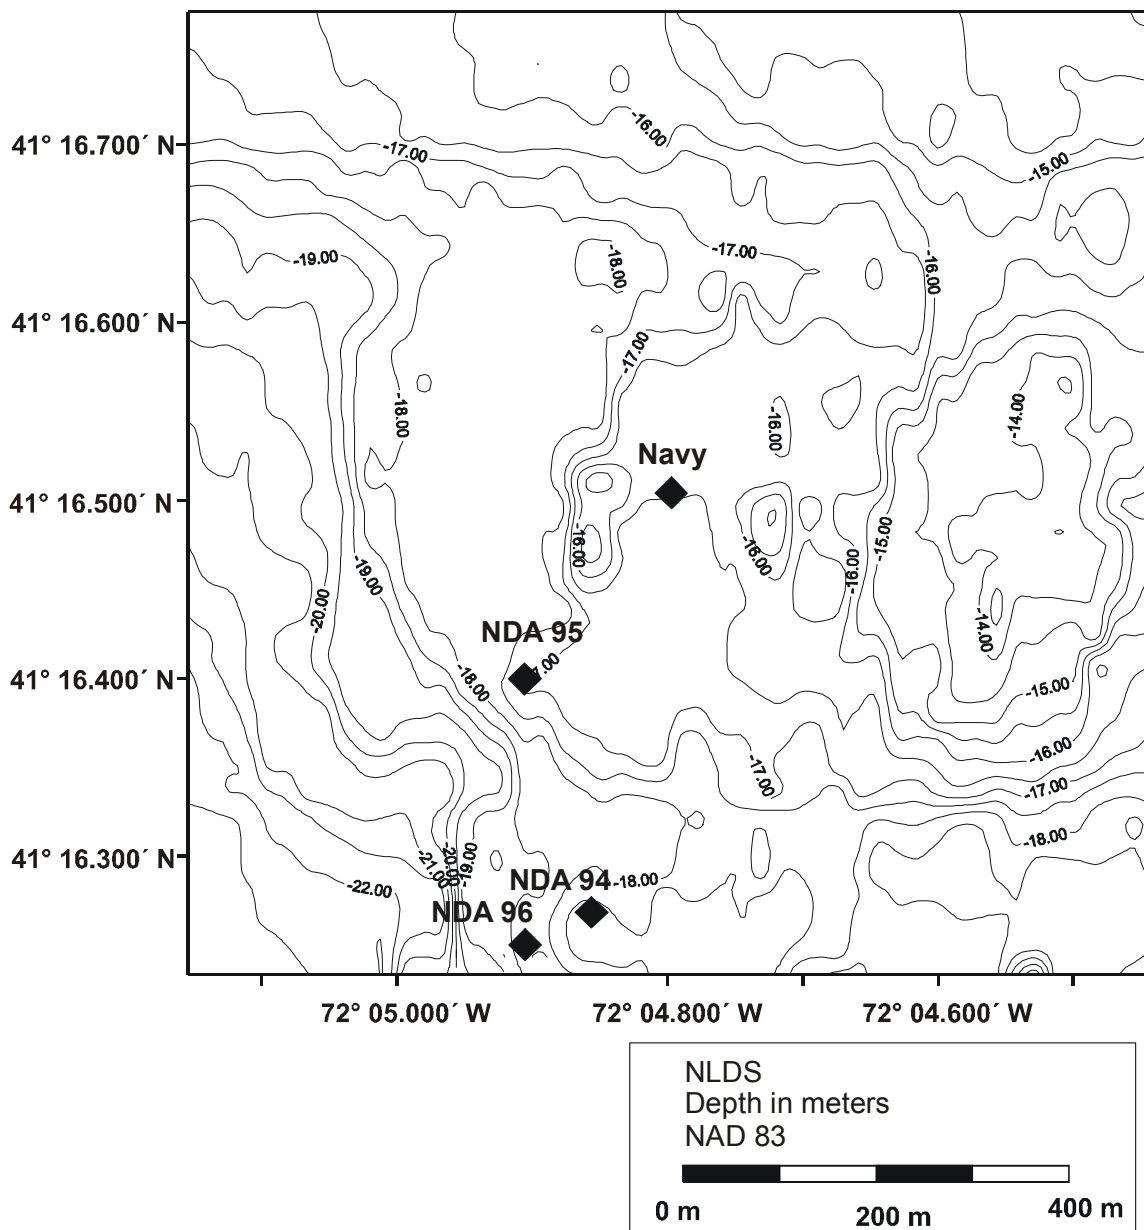 -16.00
41° 16.700´ N
-17.00
-15.00
-17.00
-19.00
-18.00
-16.00
41° 16.600´ N
-17.00
-18.00
-14.00
-16.00
Navy
41° 16.500´ N
-16.00
-15.00
-16.00
-19.00
-16.00
-20.00
-14.00
NDA 95
7.00
41° 16.400´ N
-18.00
-15.00
-16.00
-17.00
-17.00
-18.00
41° 16.300´ N
-21.00
-20.00
-19.00
-22.00
NDA 94
-18.00
NDA 96
72° 05.000´ W
72° 04.800´ W
72° 04.600´ W
NLDS
Depth in meters
NAD 83
0 m
200 m
400 m